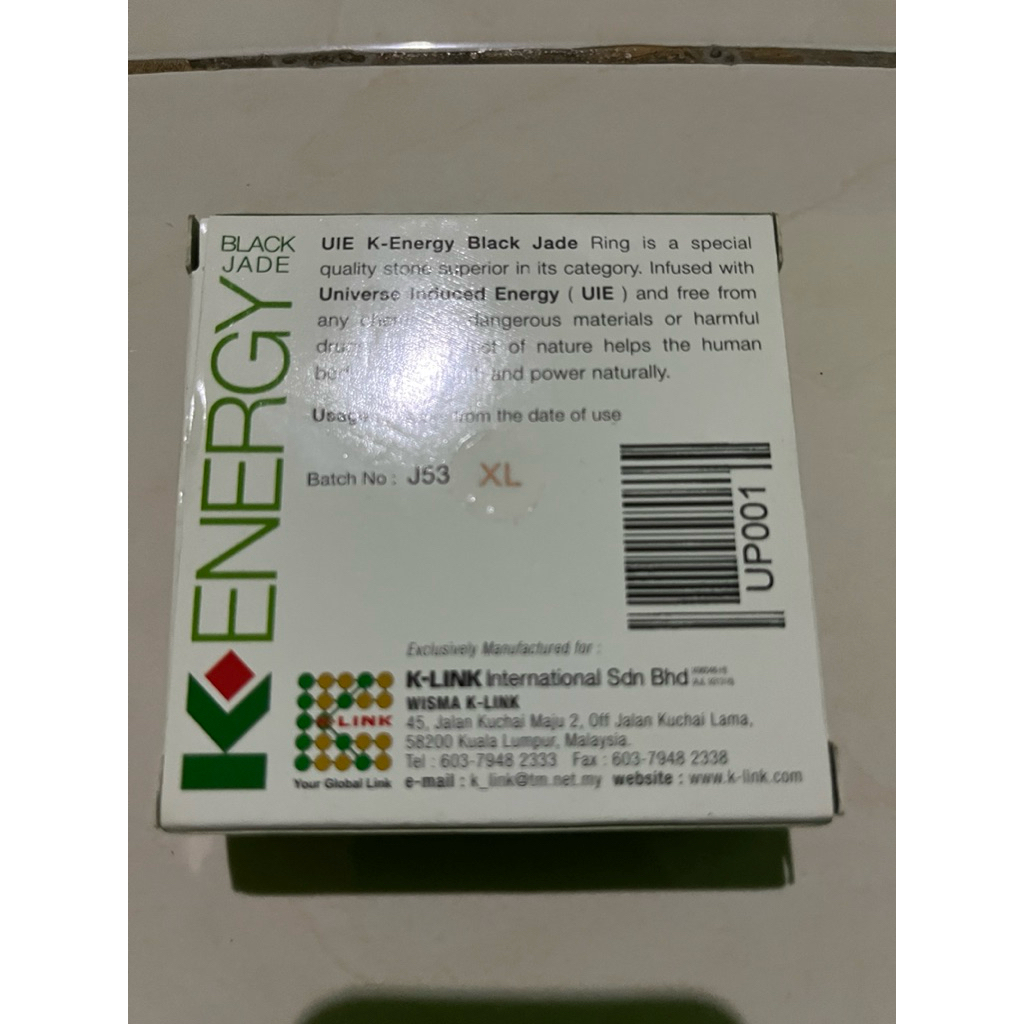 BLACK
JADE
K-ENERGY
UIE K-Energy Black Jade Ring is a special
quality stone superior in its category. Infused with
Universe Induced Energy ( UIE ) and free from
any dangerous materials or harmful
of nature helps the human
and power naturally.
Usage from the date of use
Batch No : J53 XL
UP001
Exclusively Manufactured for :
K-LINK International Sdn Bhd
WISMA K-LINK
45, Jalan Kuchai Maju 2, Off Jalan Kuchai Lama,
58200 Kuala Lumpur, Malaysia.
Tel : 603-7948 2333 Fax : 603-7948 2338
e-mail : k_link@tm.net.my website : www.k-link.com
K-LINK
Your Global Link